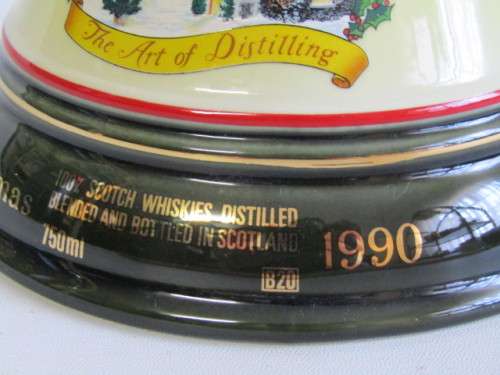 The Art of Distilling
100% SCOTCH WHISKIES DISTILLED
BLENDED AND BOTTLED IN SCOTLAND
750ml
B20
1990